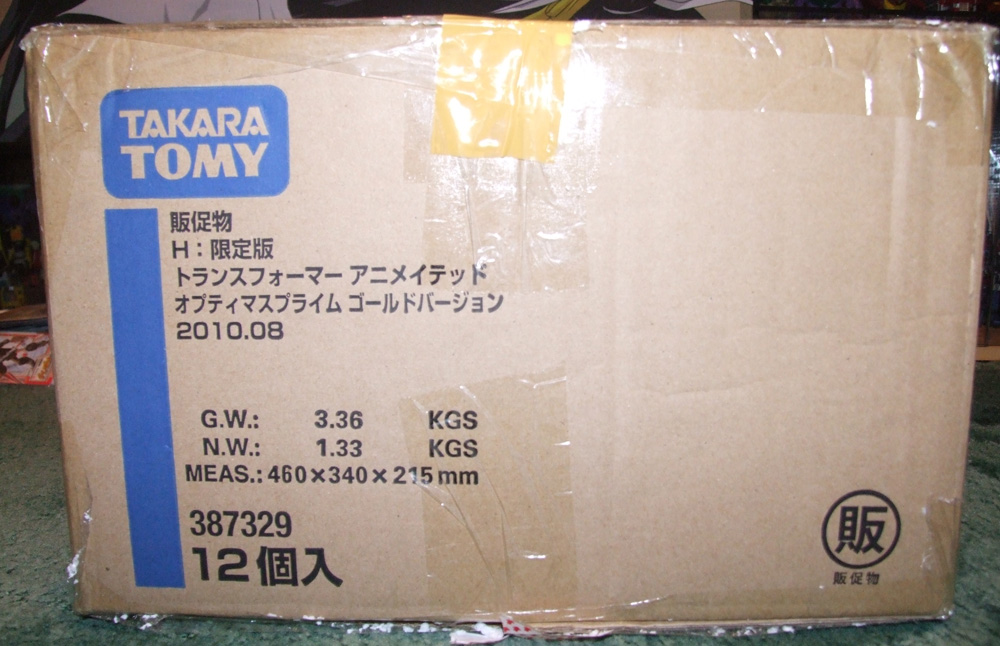 TAKARA
TOMY
販促物
H：限定版
トランスフォーマー アニメイテッド
オプティマスプライム ゴールドバージョン
2010.08
G.W.: 3.36 KGS
N.W.: 1.33 KGS
MEAS.: 460×340×215mm
387329
12個入
販
販促物